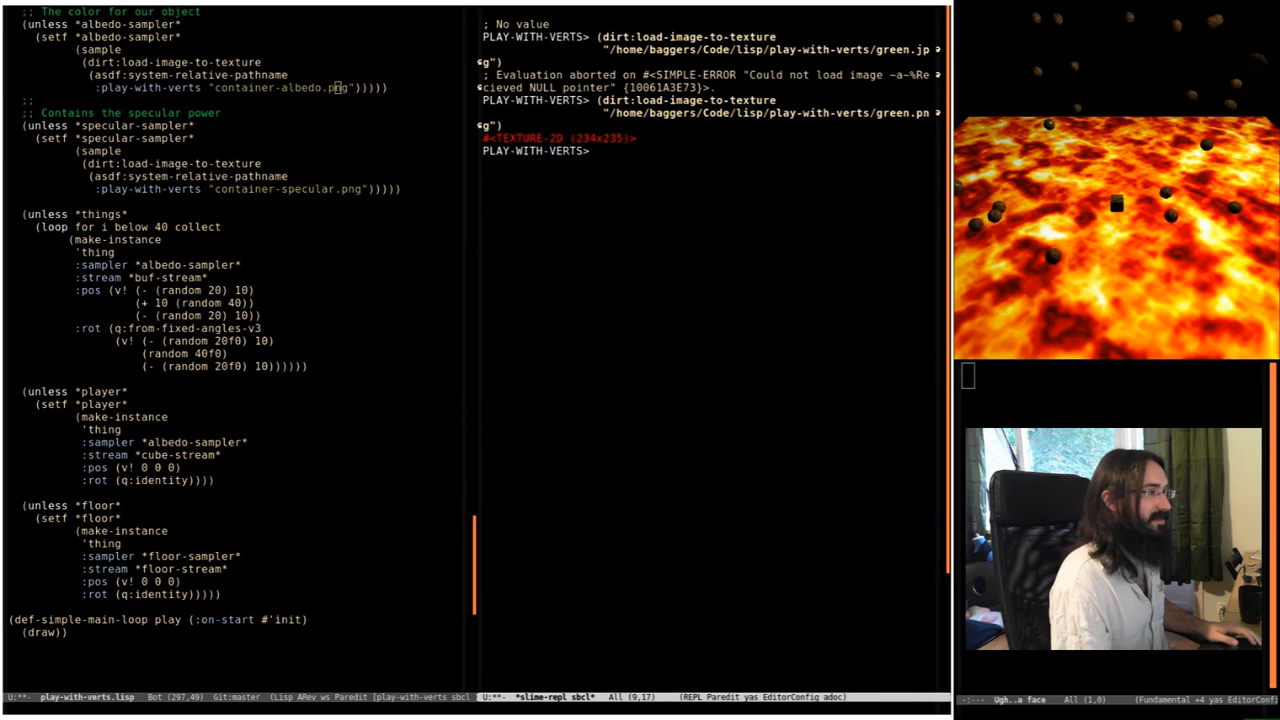 ;; The color for our object
(unless *albedo-sampler*
(setf *albedo-sampler*
(sample
(dirt:load-image-to-texture
(asdf:system-relative-pathname
:play-with-verts "container-albedo.png")))))
;;
;; Contains the specular power
(unless *specular-sampler*
(setf *specular-sampler*
(sample
(dirt:load-image-to-texture
(asdf:system-relative-pathname
:play-with-verts "container-specular.png")))))
(unless *things*
(loop for i below 40 collect
(make-instance
'thing
:sampler *albedo-sampler*
:stream *buf-stream*
:pos (v! (- (random 20) 10)
(+ 10 (random 40))
(- (random 20) 10))
:rot (q:from-fixed-angles-v3
(v! (- (random 20f0) 10)
(random 40f0)
(- (random 20f0) 10))))))
(unless *player*
(setf *player*
(make-instance
'thing
:sampler *albedo-sampler*
:stream *cube-stream*
:pos (v! 0 0 0)
:rot (q:identity))))
(unless *floor*
(setf *floor*
(make-instance
'thing
:sampler *floor-sampler*
:stream *floor-stream*
:pos (v! 0 0 0)
:rot (q:identity)))))
(def-simple-main-loop play (:on-start #'init)
(draw))
U:**- play-with-verts.lisp Bot (297,49) Git:master (Lisp ARev ws Paredit [play-with-verts sbcl
; No value
PLAY-WITH-VERTS> (dirt:load-image-to-texture
"/home/baggers/Code/lisp/play-with-verts/green.jp
g")
; Evaluation aborted on #<SIMPLE-ERROR "Could not load image ~a~%Re
cieved NULL pointer" {10061A3E73}>.
PLAY-WITH-VERTS> (dirt:load-image-to-texture
"/home/baggers/Code/lisp/play-with-verts/green.pn
g")
#<TEXTURE-2D (234x235)>
PLAY-WITH-VERTS>
U:**- *slime-repl sbcl* All (9,17) (REPL Paredit yas EditorConfig adoc)
-:--- Ugh..a face All (1,0) (Fundamental +4 yas EditorConfi